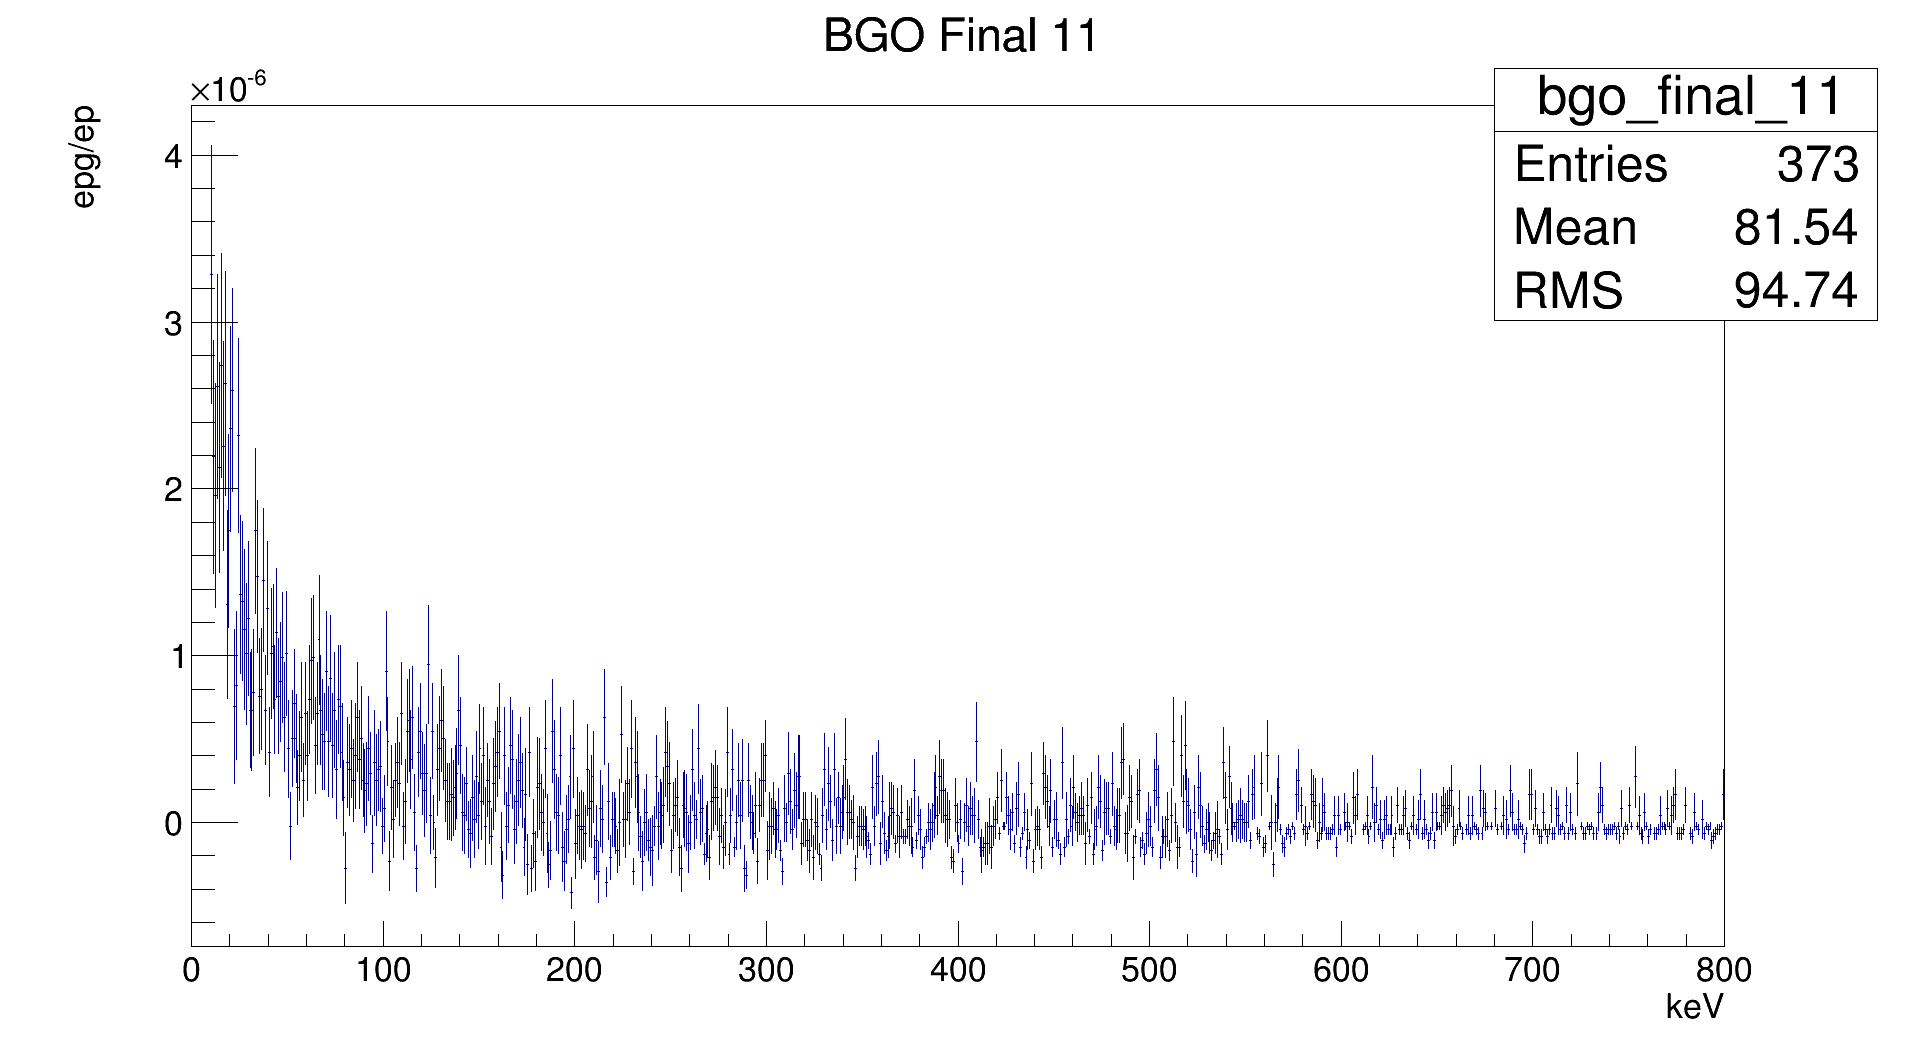 BGO Final 11
×10-6
epg/ep
bgo_final_11
Entries 373
Mean 81.54
RMS 94.74
4
3
2
1
0
0 100 200 300 400 500 600 700 800
keV